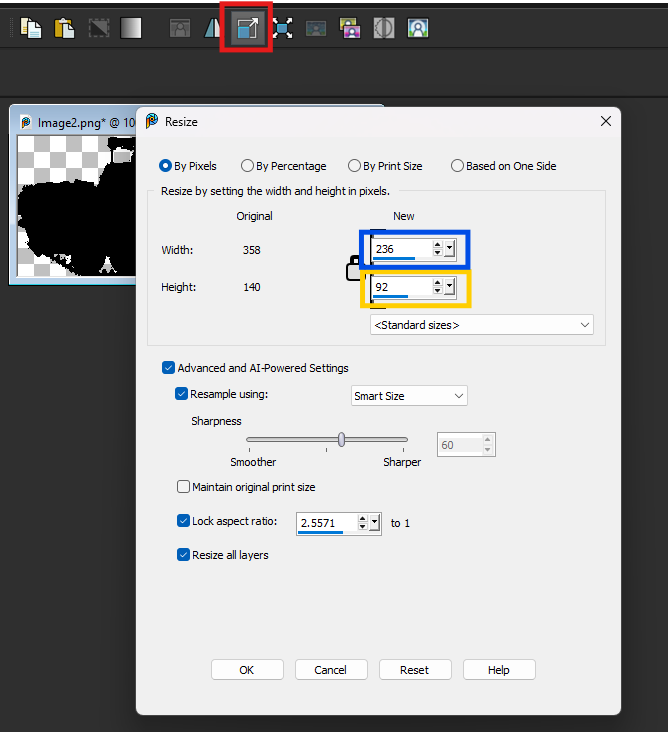 Image2.png* @ 10
Resize
By Pixels By Percentage By Print Size Based on One Side
Resize by setting the width and height in pixels.
Original New
Width: 358 236
Height: 140 92
<Standard sizes>
Advanced and AI-Powered Settings
Resample using: Smart Size
Sharpness
60
Smoother Sharper
Maintain original print size
Lock aspect ratio: 2.5571 to 1
Resize all layers
OK Cancel Reset Help